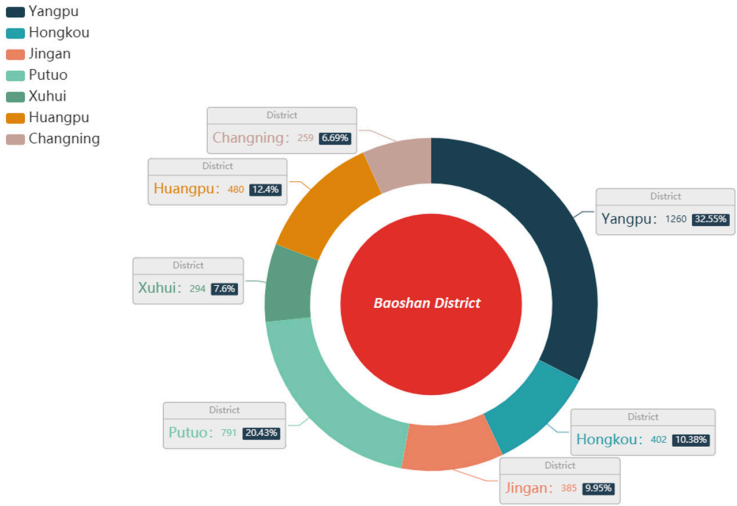 Yangpu
Hongkou
Jingan
Putuo
Xuhui
Huangpu
Changning
District
Changning: 259 6.69%
District
Huangpu: 480 12.4%
District
Yangpu: 1260 32.55%
District
Xuhui: 294 7.6%
Baoshan District
District
Putuo: 791 20.43%
District
Hongkou: 402 10.38%
District
Jingan: 385 9.95%